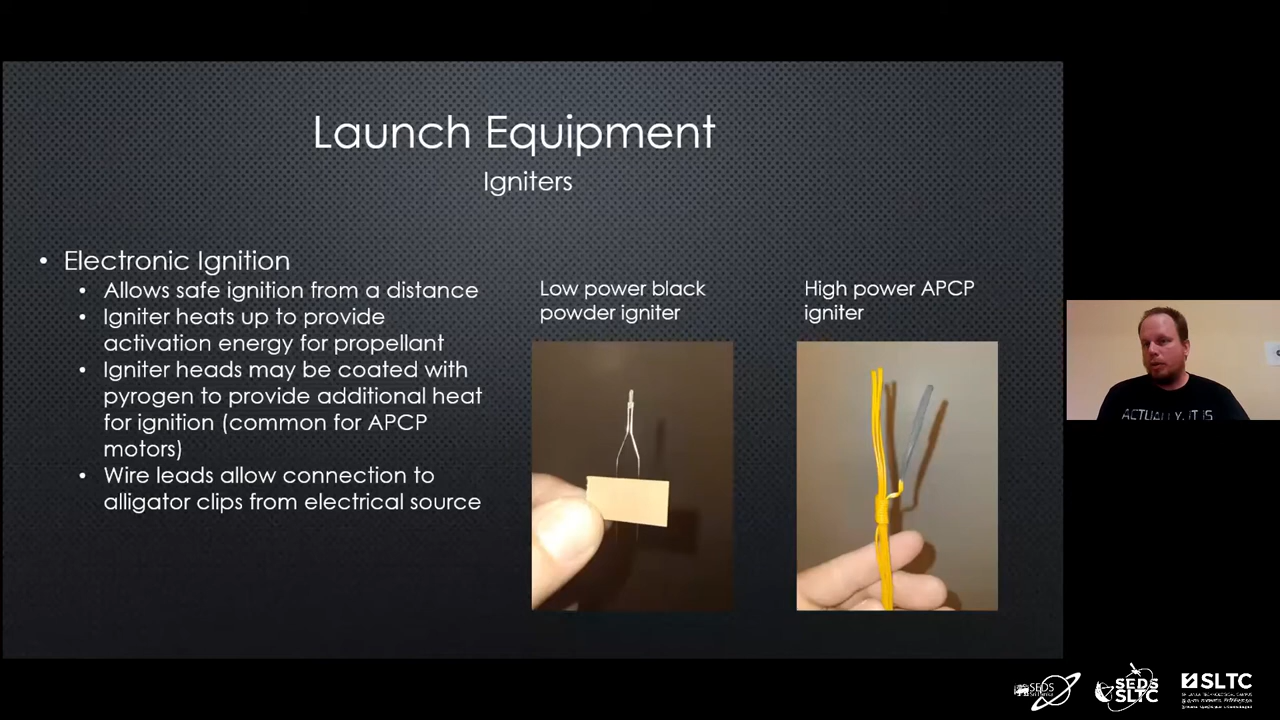 Launch Equipment
Igniters
• Electronic Ignition
• Allows safe ignition from a distance
• Igniter heats up to provide
activation energy for propellant
• Igniter heads may be coated with
pyrogen to provide additional heat
for ignition (common for APCP
motors)
• Wire leads allow connection to
alligator clips from electrical source
Low power black
powder igniter
High power APCP
igniter
ACTUALLY, IT IS
SEDS
SEDS
SLTC
SLTC